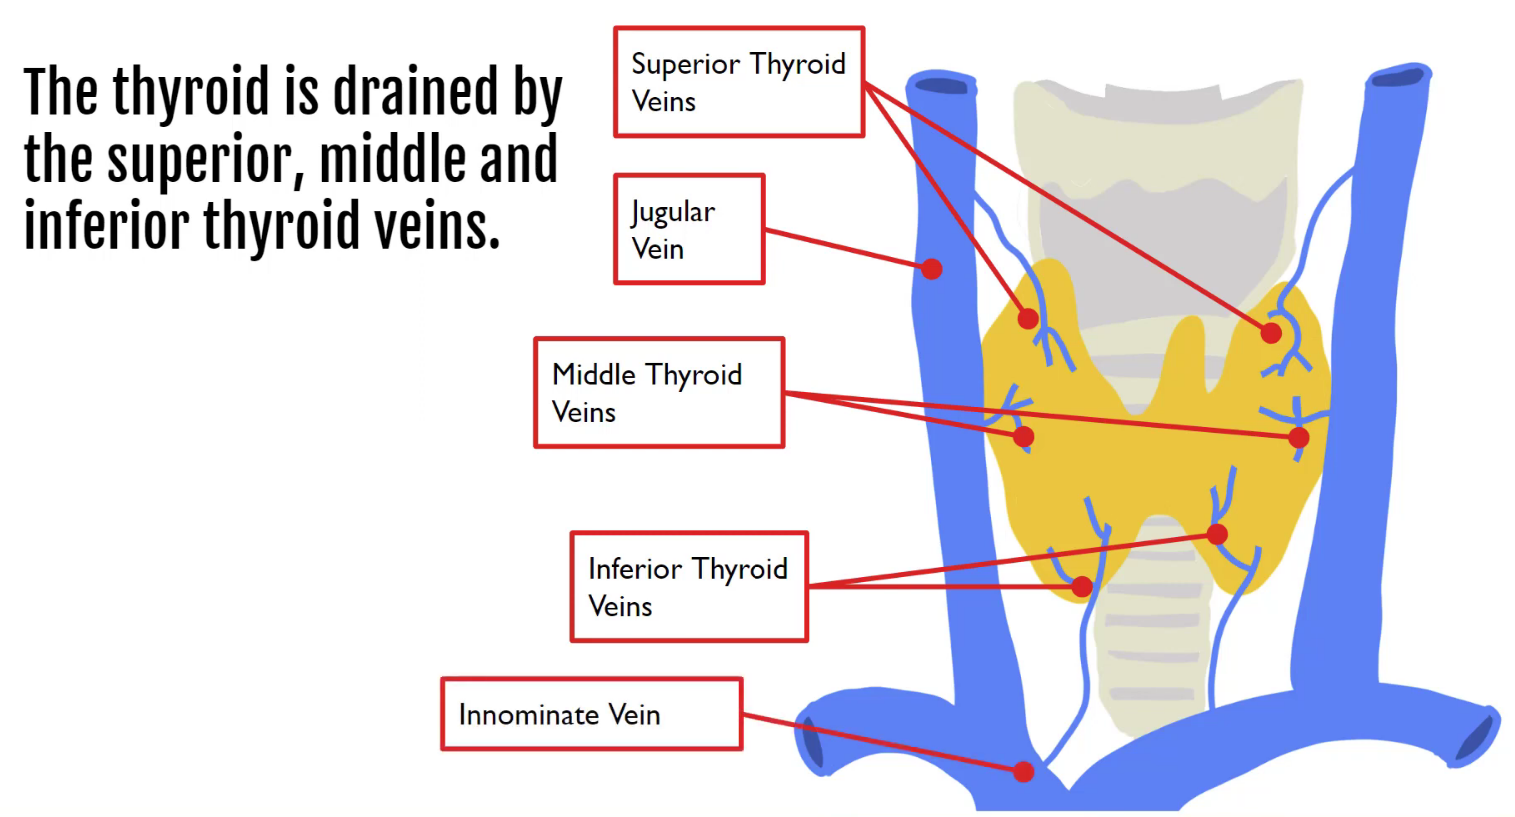 The thyroid is drained by
the superior, middle and
inferior thyroid veins.
Superior Thyroid
Veins
Jugular
Vein
Middle Thyroid
Veins
Inferior Thyroid
Veins
Innominate Vein